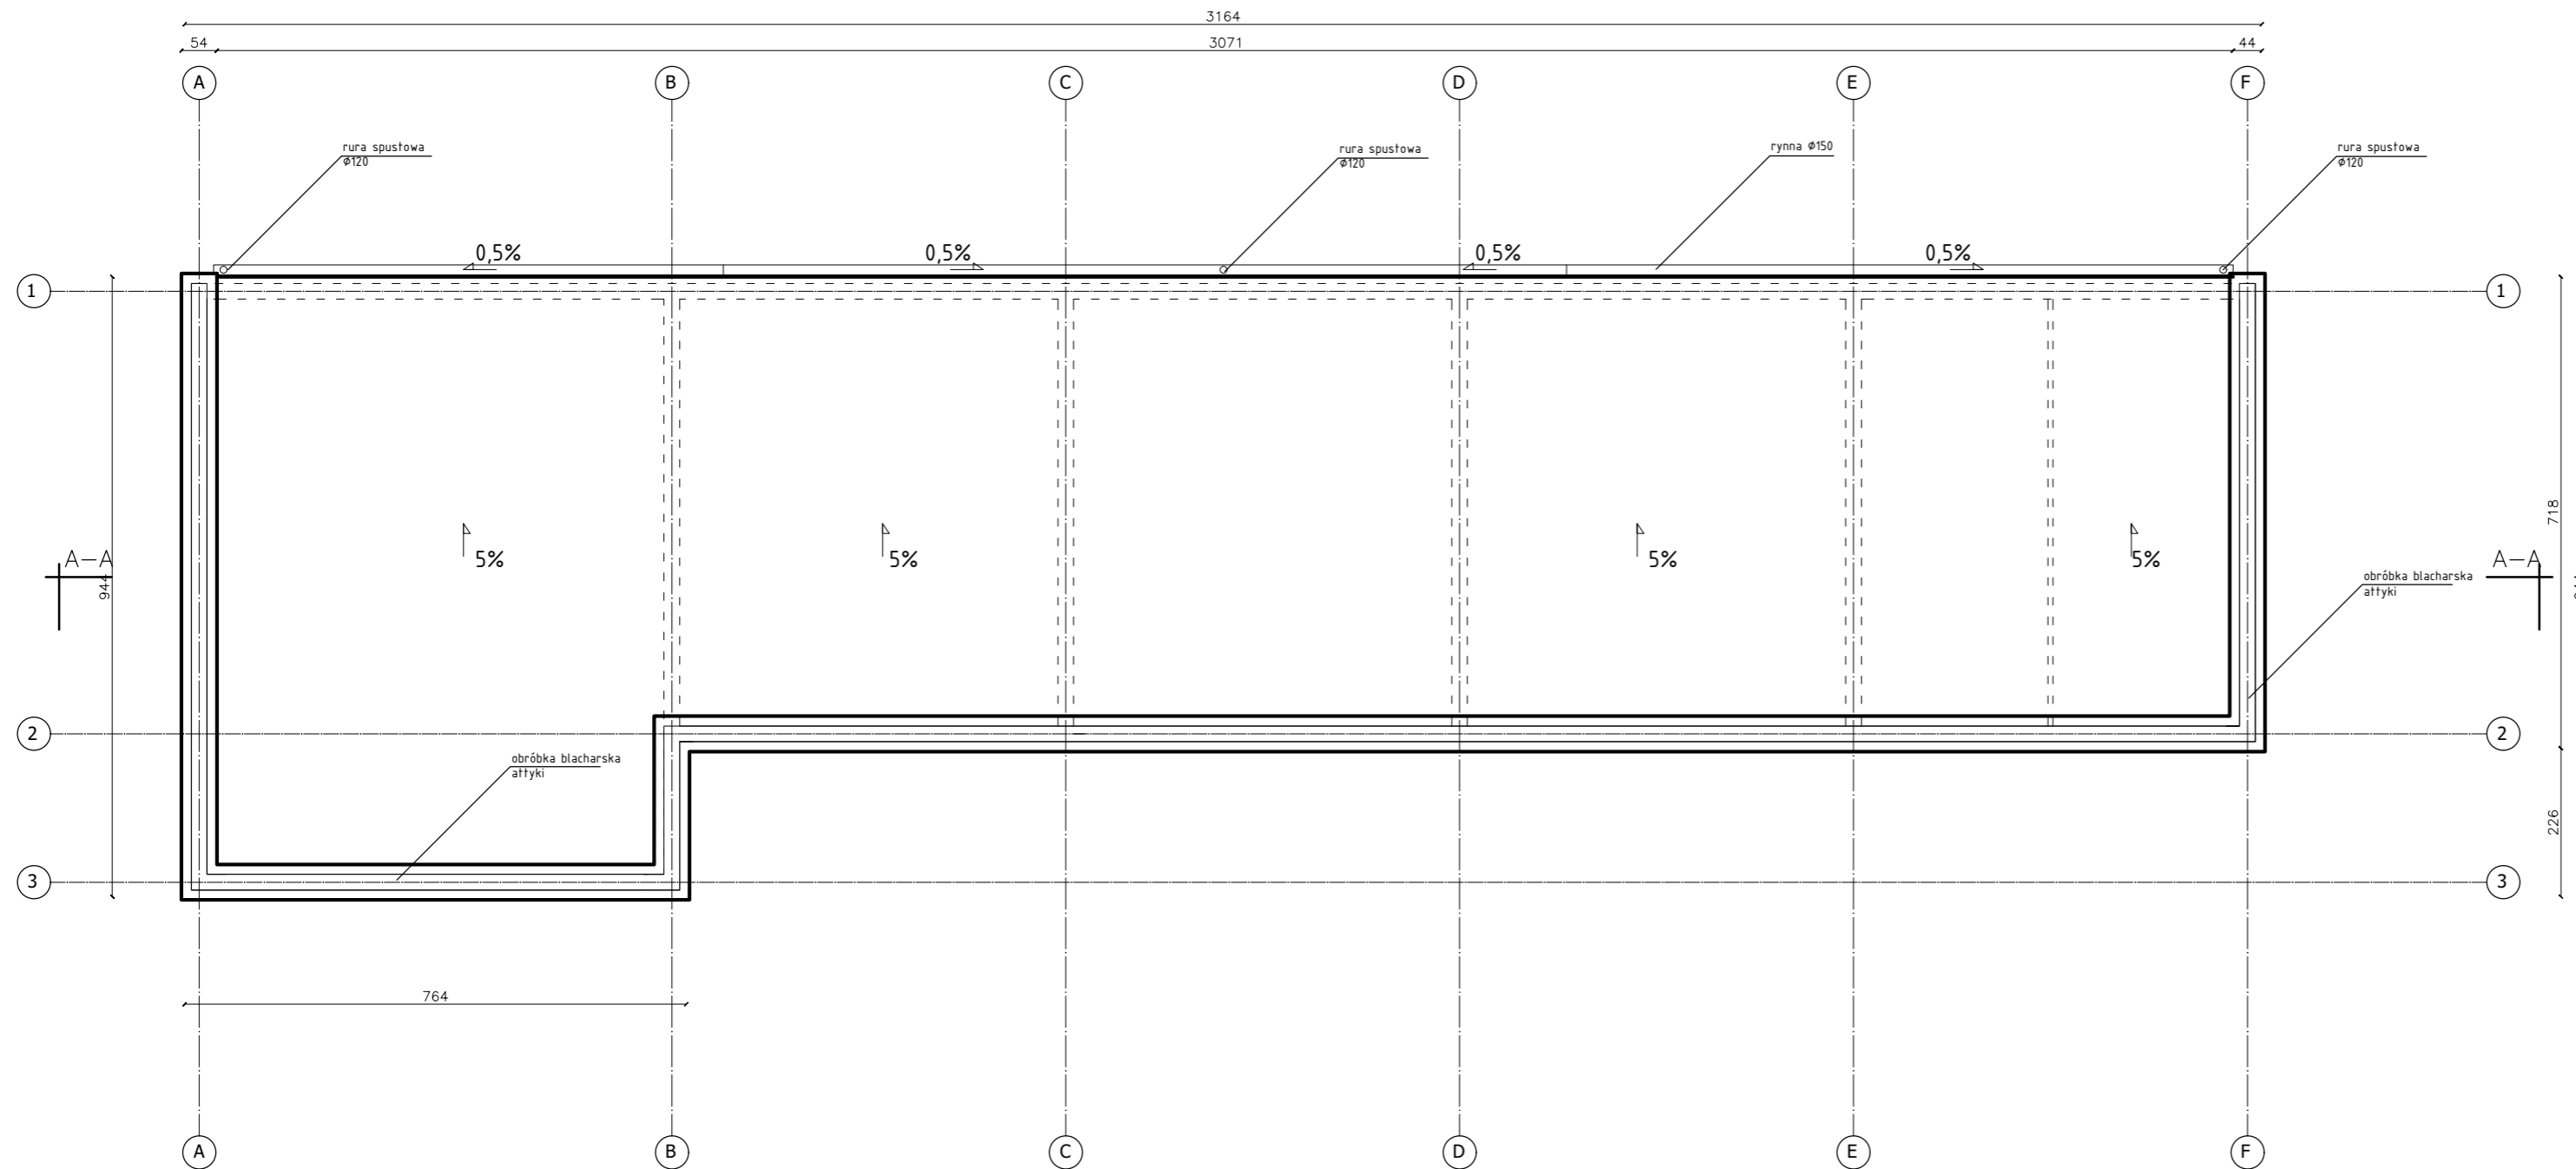 3164
54
3071
44
A
B
C
D
E
F
rura spustowa
ø120
rura spustowa
ø120
rynna ø150
rura spustowa
ø120
0,5%
0,5%
0,5%
0,5%
1
1
718
A-A
944
5%
5%
5%
5%
A-A
obróbka blacharska
attyki
2
2
obróbka blacharska
attyki
226
3
3
764
A
B
C
D
E
F